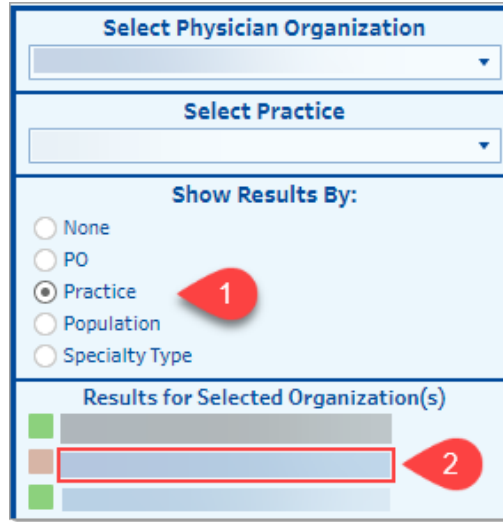 Select Physician Organization
Select Practice
Show Results By:
None
PO
Practice
1
Population
Specialty Type
Results for Selected Organization(s)
2